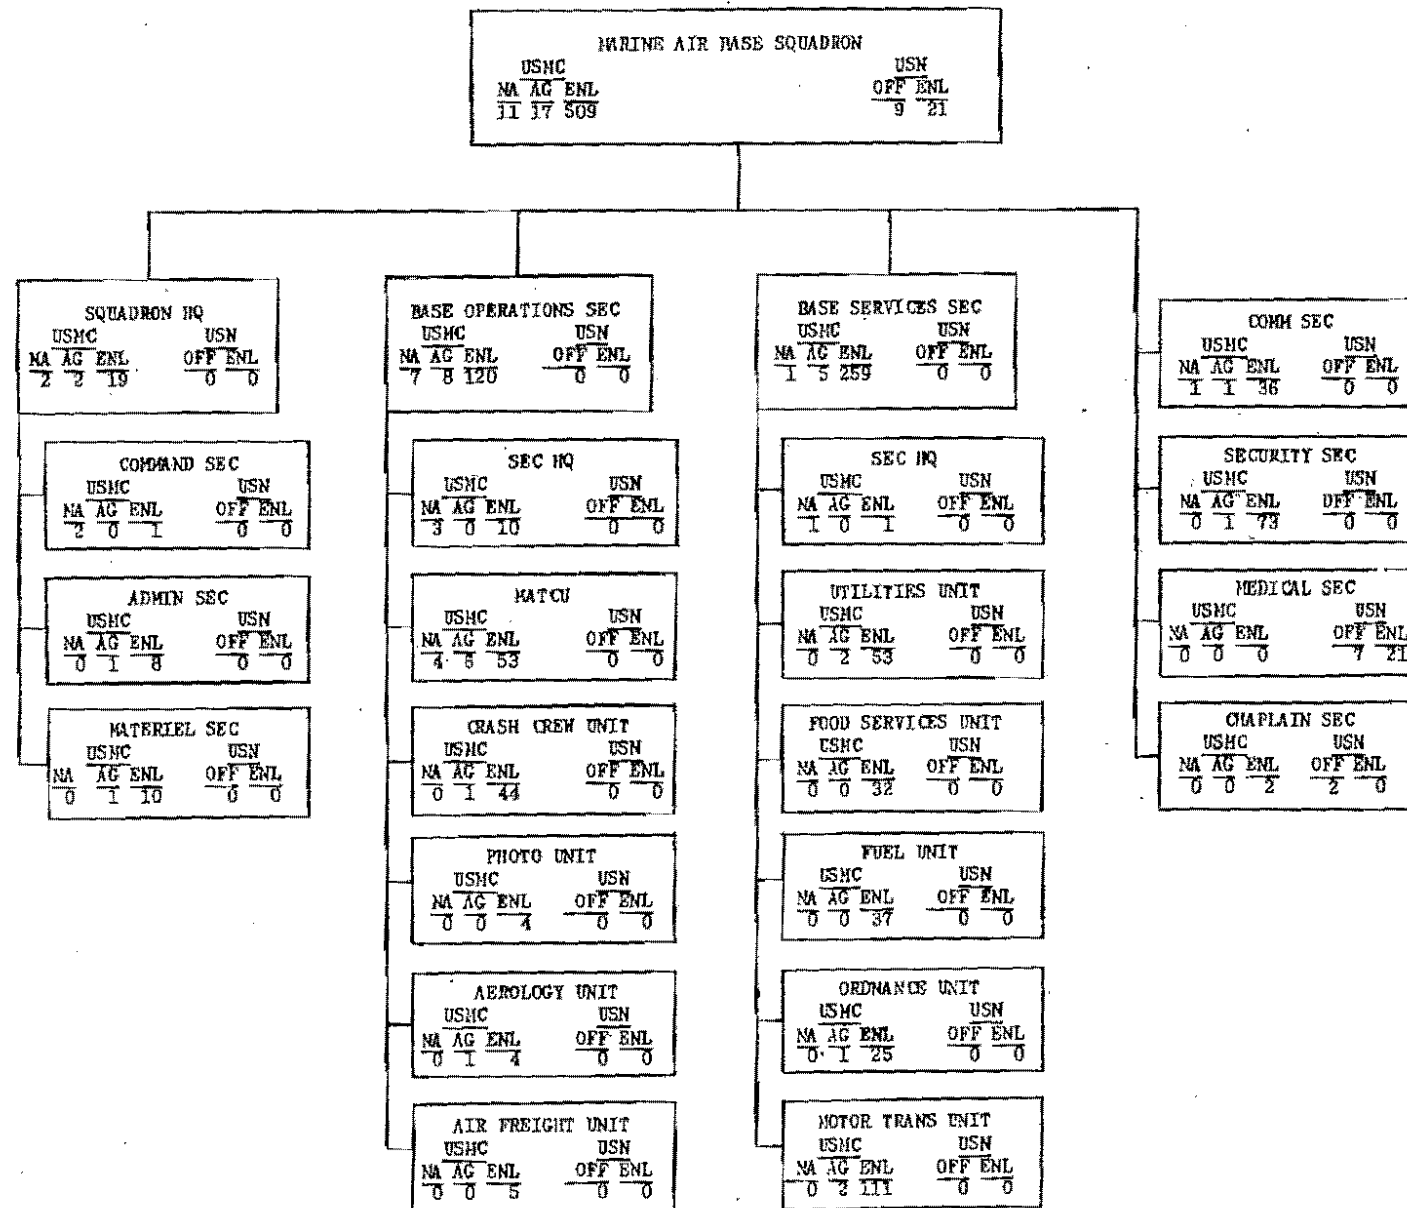 MARINE AIR BASE SQUADRON
USMC USN
NA AG ENL OFF ENL
11 17 509 9 21
SQUADRON HQ
USMC USN
NA AG ENL OFF ENL
2 2 19 0 0
COMMAND SEC
USMC USN
NA AG ENL OFF ENL
2 0 1 0 0
ADMIN SEC
USMC USN
NA AG ENL OFF ENL
0 1 8 0 0
MATERIEL SEC
USMC USN
NA AG ENL OFF ENL
0 1 10 0 0
BASE OPERATIONS SEC
USMC USN
NA AG ENL OFF ENL
7 8 120 0 0
SEC HQ
USMC USN
NA AG ENL OFF ENL
3 0 10 0 0
MATCU
USMC USN
NA AG ENL OFF ENL
4 6 53 0 0
CRASH CREW UNIT
USMC USN
NA AG ENL OFF ENL
0 1 44 0 0
PHOTO UNIT
USMC USN
NA AG ENL OFF ENL
0 0 4 0 0
AEROLOGY UNIT
USMC USN
NA AG ENL OFF ENL
0 1 4 0 0
AIR FREIGHT UNIT
USMC USN
NA AG ENL OFF ENL
0 0 5 0 0
BASE SERVICES SEC
USMC USN
NA AG ENL OFF ENL
1 5 259 0 0
SEC HQ
USMC USN
NA AG ENL OFF ENL
1 0 1 0 0
UTILITIES UNIT
USMC USN
NA AG ENL OFF ENL
0 2 53 0 0
FOOD SERVICES UNIT
USMC USN
NA AG ENL OFF ENL
0 0 32 0 0
FUEL UNIT
USMC USN
NA AG ENL OFF ENL
0 0 37 0 0
ORDNANCE UNIT
USMC USN
NA AG ENL OFF ENL
0 1 25 0 0
MOTOR TRANS UNIT
USMC USN
NA AG ENL OFF ENL
0 2 111 0 0
COMM SEC
USMC USN
NA AG ENL OFF ENL
1 1 36 0 0
SECURITY SEC
USMC USN
NA AG ENL OFF ENL
0 1 73 0 0
MEDICAL SEC
USMC USN
NA AG ENL OFF ENL
0 0 0 7 21
CHAPLAIN SEC
USMC USN
NA AG ENL OFF ENL
0 0 2 2 0